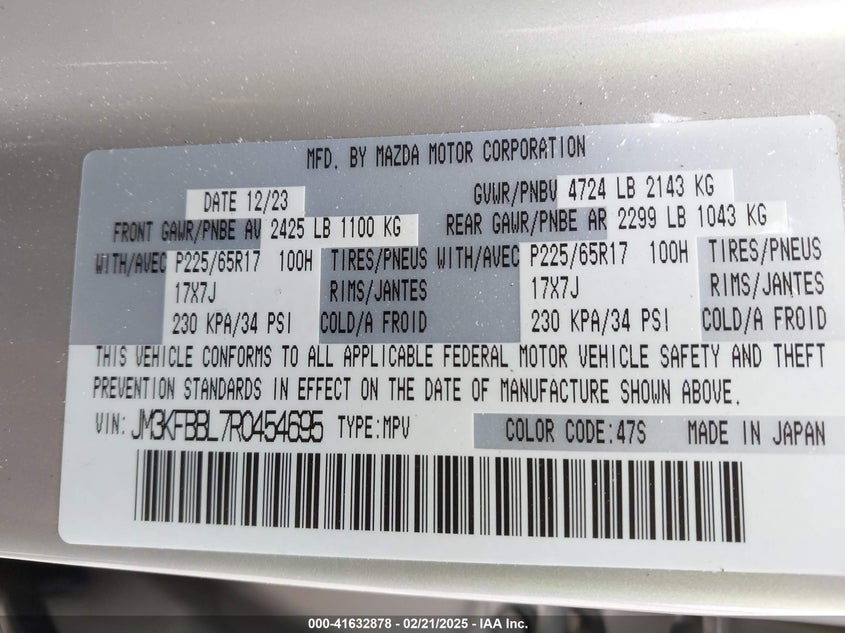 MFD. BY MAZDA MOTOR CORPORATION
DATE 12/23 GVWR/PNBV 4724 LB 2143 KG
FRONT GAWR/PNBE AV 2425 LB 1100 KG REAR GAWR/PNBE AR 2299 LB 1043 KG
WITH/AVEC P225/65R17 100H TIRES/PNEUS WITH/AVEC P225/65R17 100H TIRES/PNEUS
17X7J RIMS/JANTES 17X7J RIMS/JANTES
230 KPA/34 PSI COLD/A FROID 230 KPA/34 PSI COLD/A FROID
THIS VEHICLE CONFORMS TO ALL APPLICABLE FEDERAL MOTOR VEHICLE SAFETY AND THEFT
PREVENTION STANDARDS IN EFFECT ON THE DATE OF MANUFACTURE SHOWN ABOVE.
VIN: JM3KFBBL7R0454695 TYPE:MPV COLOR CODE:47S MADE IN JAPAN
000-41632878 - 02/21/2025 - IAA Inc.